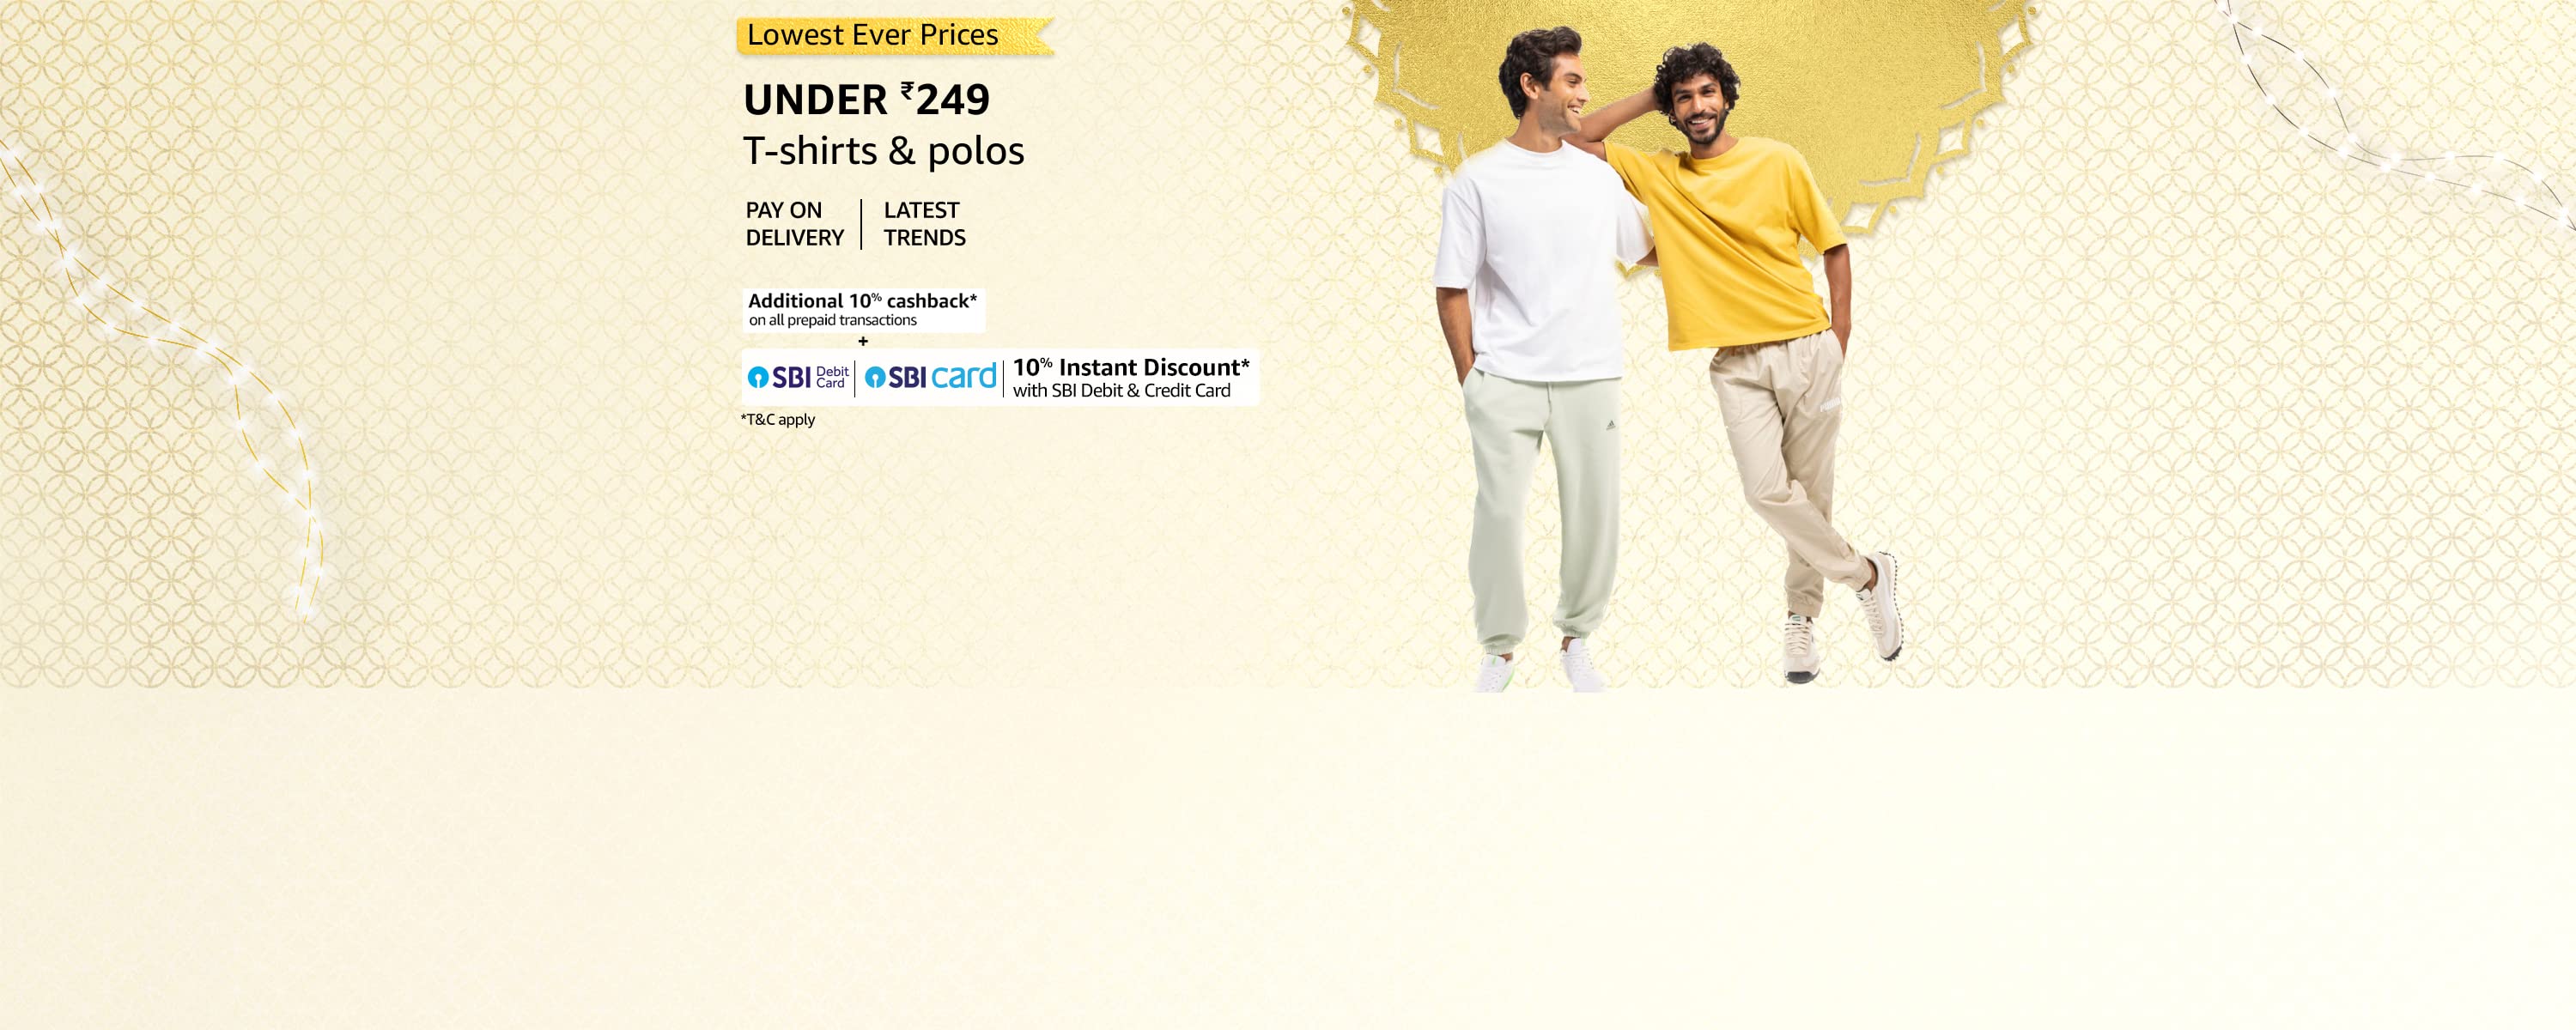 Lowest Ever Prices
UNDER ₹249
T-shirts & polos
PAY ON
DELIVERY
LATEST
TRENDS
Additional 10% cashback*
on all prepaid transactions
+
SBI Debit Card | SBI card | 10% Instant Discount*
with SBI Debit & Credit Card
*T&C apply